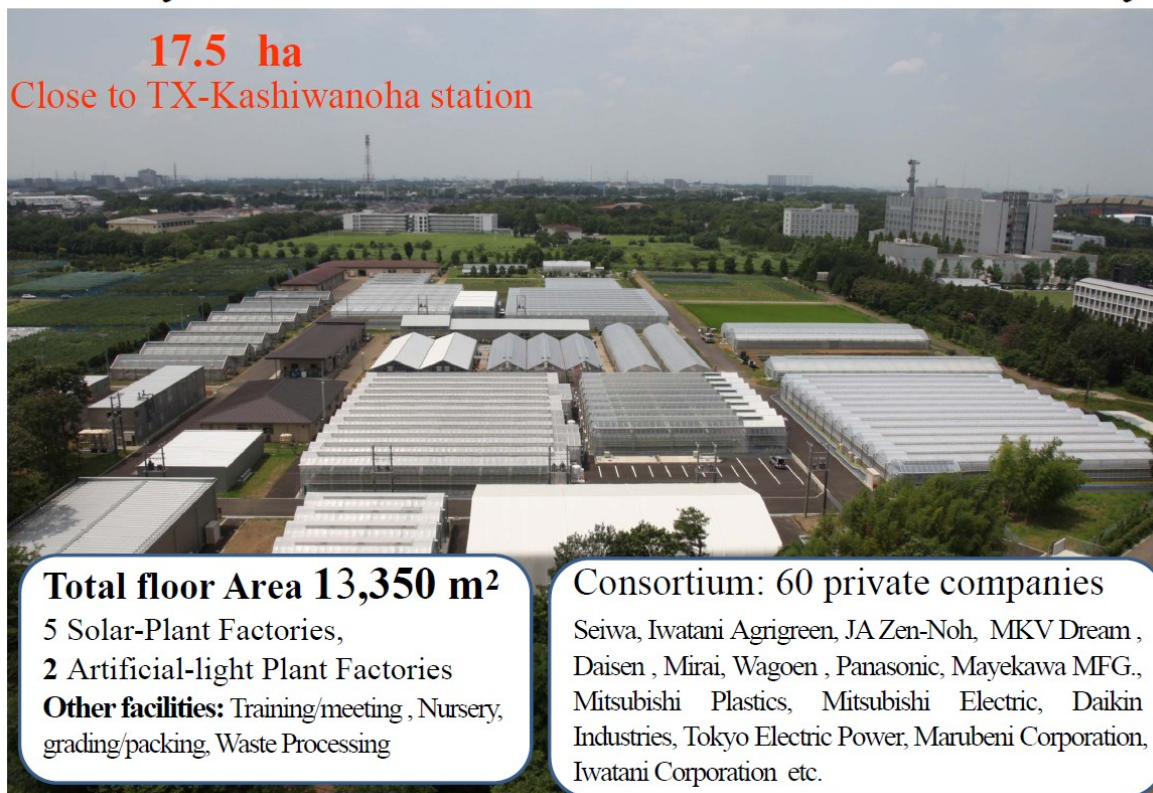 17.5 ha
Close to TX-Kashiwanoha station
Total floor Area 13,350 m²
5 Solar-Plant Factories,
2 Artificial-light Plant Factories
Other facilities: Training/meeting , Nursery,
grading/packing, Waste Processing
Consortium: 60 private companies
Seiwa, Iwatani Agrigreen, JA Zen-Noh, MKV Dream ,
Daisen , Mirai, Wagoen , Panasonic, Mayekawa MFG.,
Mitsubishi Plastics, Mitsubishi Electric, Daikin
Industries, Tokyo Electric Power, Marubeni Corporation,
Iwatani Corporation etc.